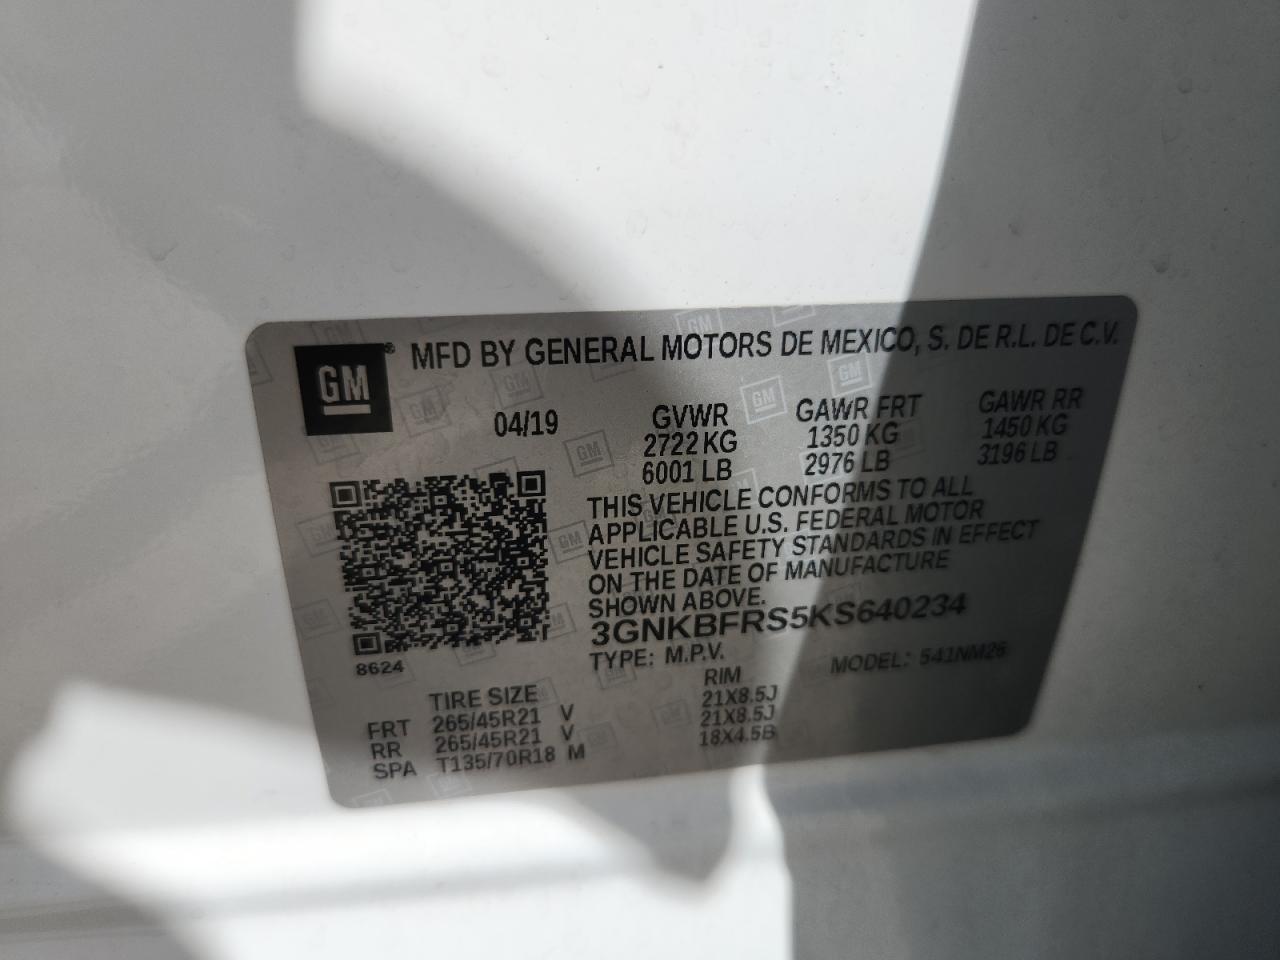 GM
® MFD BY GENERAL MOTORS DE MEXICO, S. DE R.L. DE C.V.
04/19 GVWR GAWR FRT GAWR RR
2722 KG 1350 KG 1450 KG
6001 LB 2976 LB 3196 LB
THIS VEHICLE CONFORMS TO ALL
APPLICABLE U.S. FEDERAL MOTOR
VEHICLE SAFETY STANDARDS IN EFFECT
ON THE DATE OF MANUFACTURE
SHOWN ABOVE.
3GNKBFRS5KS640234
8624 TYPE: M.P.V. MODEL: 541NM26
TIRE SIZE RIM
FRT 265/45R21 V 21X8.5J
RR 265/45R21 V 21X8.5J
SPA T135/70R18 M 18X4.5B